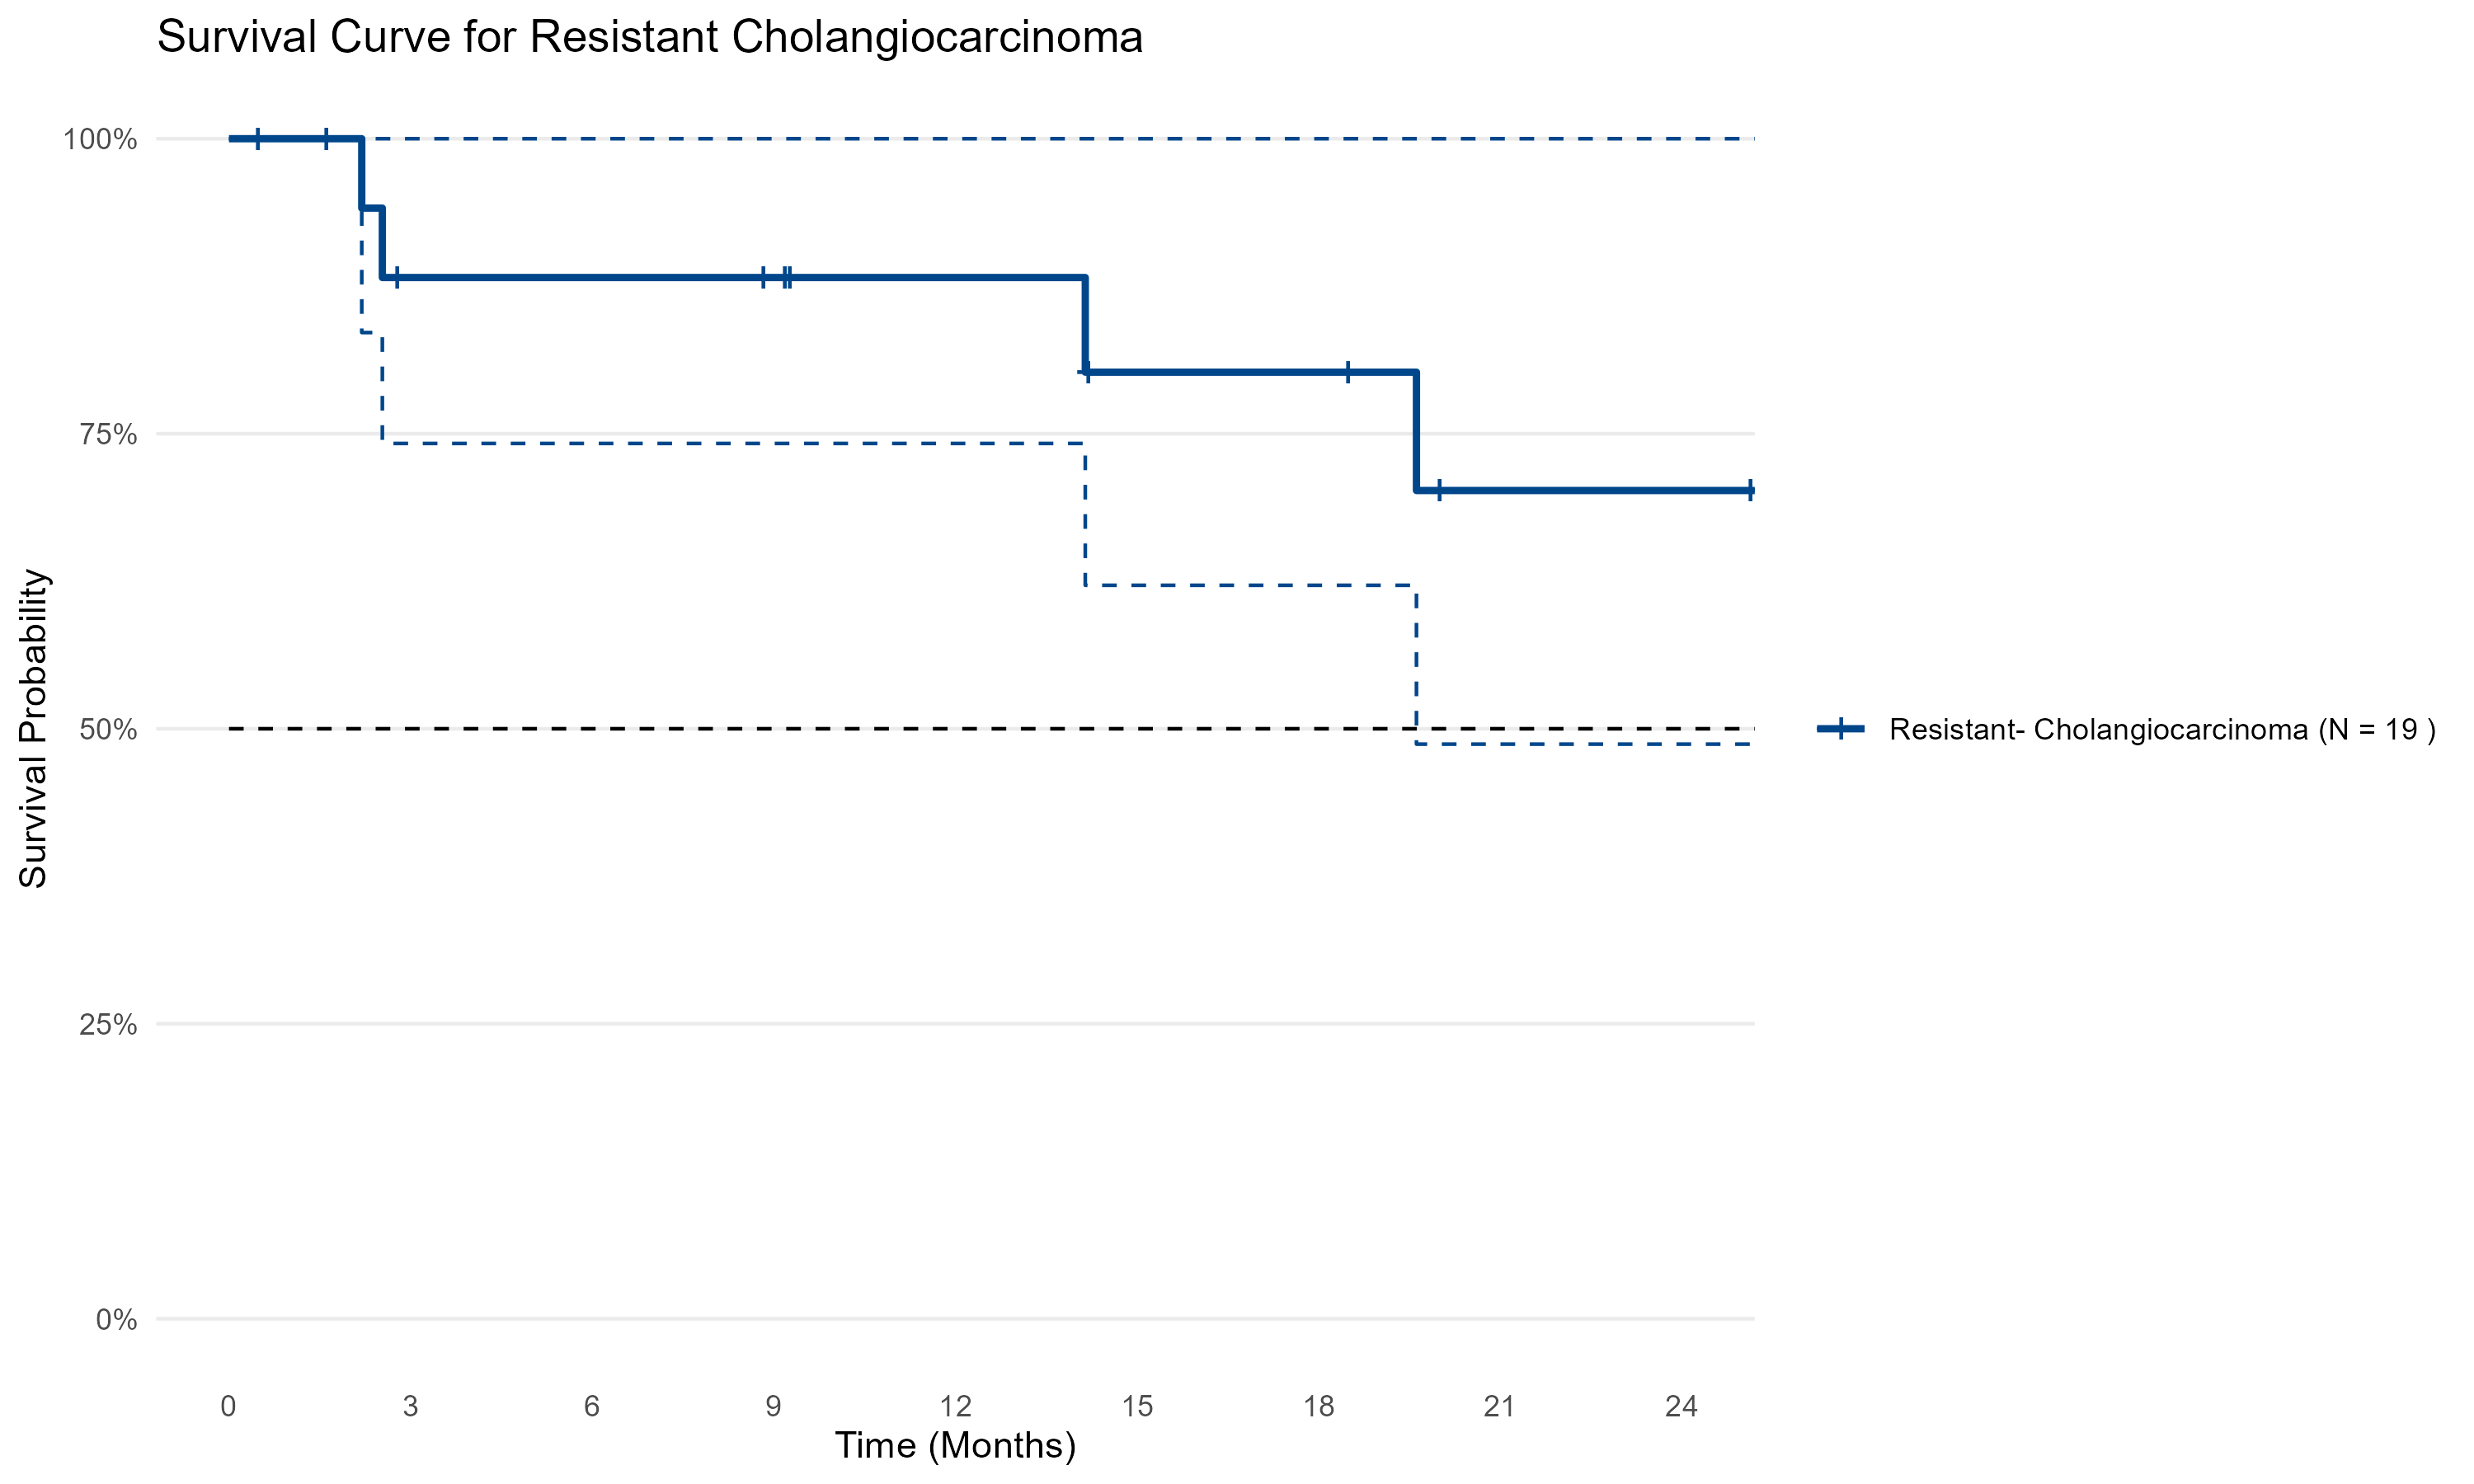 Survival Curve for Resistant Cholangiocarcinoma
100%
75%
50%
25%
0%
Survival Probability
Resistant- Cholangiocarcinoma (N = 19 )
0 3 6 9 12 15 18 21 24
Time (Months)